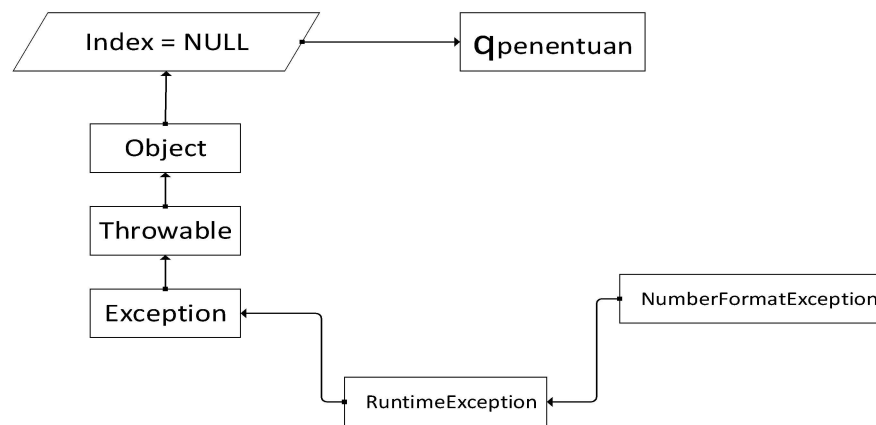 Index = NULL
qpenentuan
Object
Throwable
Exception
NumberFormatException
RuntimeException